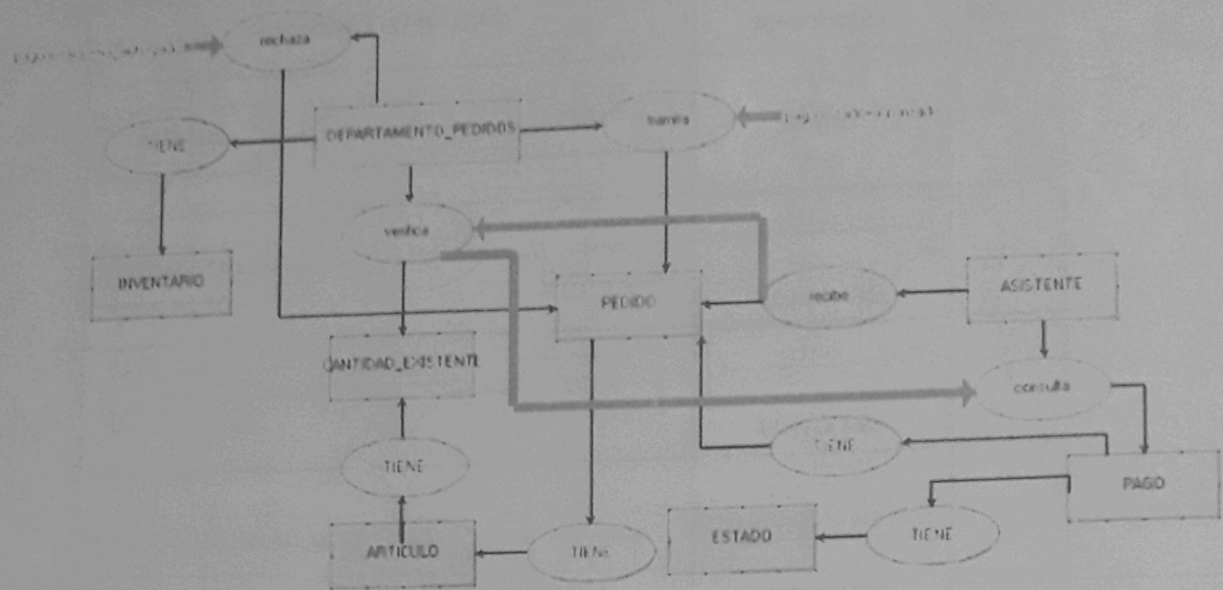 rechaza
DEPARTAMENTO_PEDIDOS
tramita
TIENE
verifica
INVENTARIO
PEDIDO
recibe
ASISTENTE
CANTIDAD_EXISTENTE
consulta
TIENE
TIENE
PAGO
ARTICULO
TIENE
ESTADO
TIENE